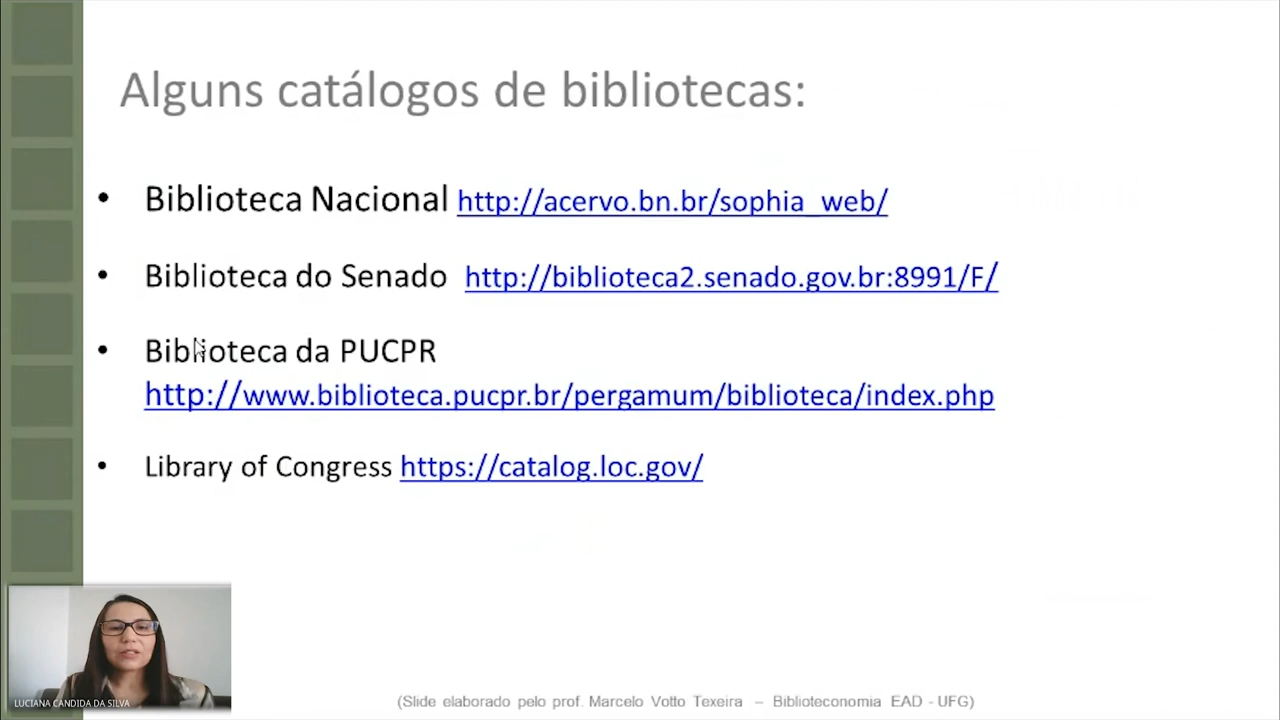 Alguns catálogos de bibliotecas:
• Biblioteca Nacional http://acervo.bn.br/sophia_web/
• Biblioteca do Senado http://biblioteca2.senado.gov.br:8991/F/
• Biblioteca da PUCPR
http://www.biblioteca.pucpr.br/pergamum/biblioteca/index.php
• Library of Congress https://catalog.loc.gov/
LUCIANA CANDIDA DA SILVA
(Slide elaborado pelo prof. Marcelo Votto Texeira – Biblioteconomia EAD - UFG)